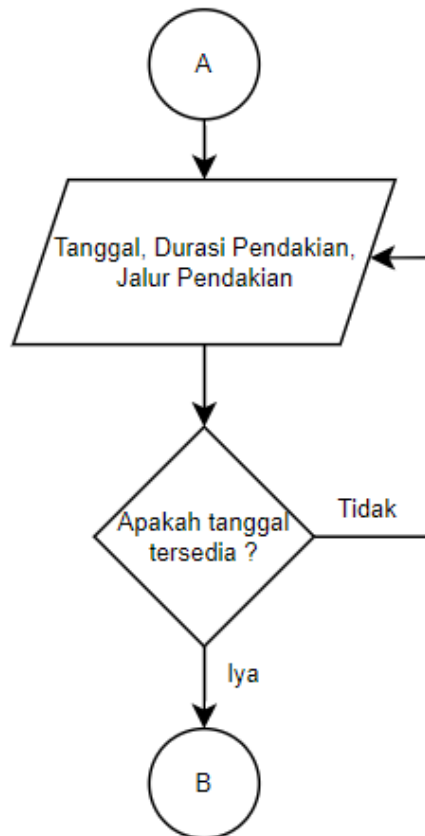 A
Tanggal, Durasi Pendakian,
Jalur Pendakian
Apakah tanggal
tersedia ?
Tidak
Iya
B